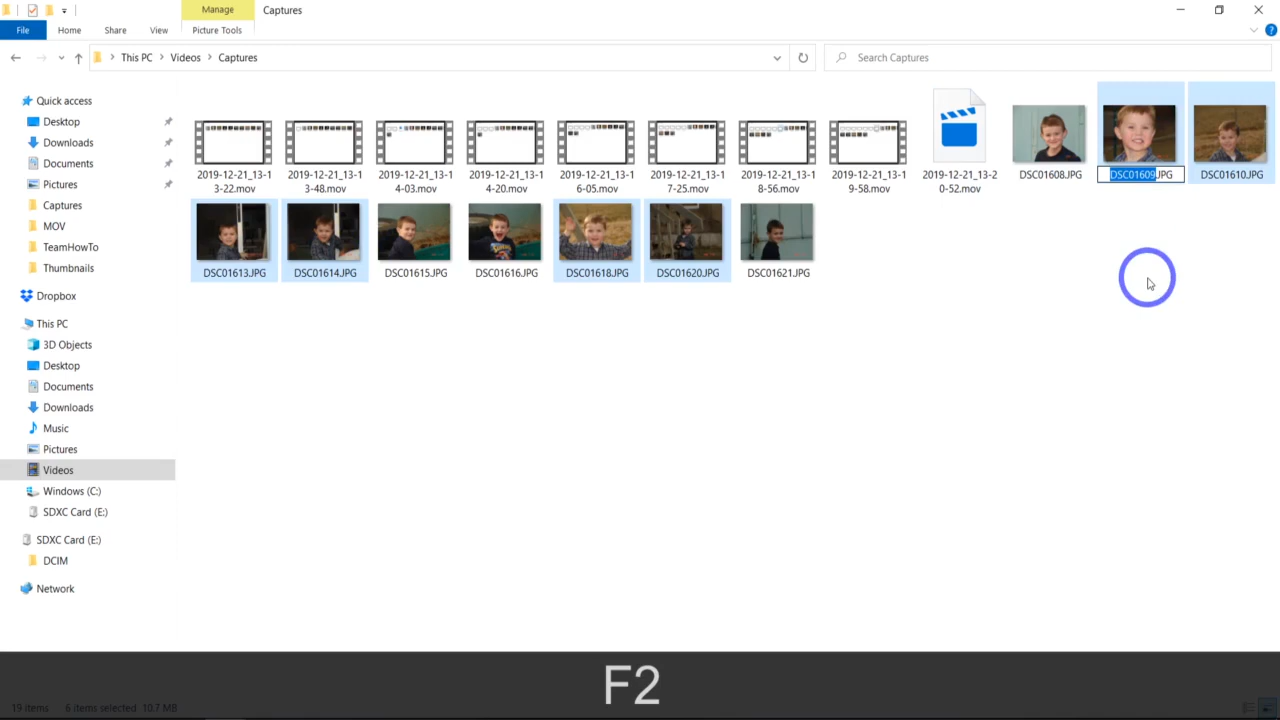 Manage
Captures
File
Home
Share
View
Picture Tools
This PC
Videos
Captures
Search Captures
Quick access
Desktop
Downloads
Documents
Pictures
Captures
MOV
TeamHowTo
Thumbnails
Dropbox
This PC
3D Objects
Desktop
Documents
Downloads
Music
Pictures
Videos
Windows (C:)
SDXC Card (E:)
SDXC Card (E:)
DCIM
Network
2019-12-21_13-1
3-22.mov
2019-12-21_13-1
3-48.mov
2019-12-21_13-1
4-03.mov
2019-12-21_13-1
4-20.mov
2019-12-21_13-1
6-05.mov
2019-12-21_13-1
7-25.mov
2019-12-21_13-1
8-56.mov
2019-12-21_13-1
9-58.mov
2019-12-21_13-2
0-52.mov
DSC01608.JPG
DSC01609.JPG
DSC01610.JPG
DSC01613.JPG
DSC01614.JPG
DSC01615.JPG
DSC01616.JPG
DSC01618.JPG
DSC01620.JPG
DSC01621.JPG
F2
19 items
6 items selected 10.7 MB